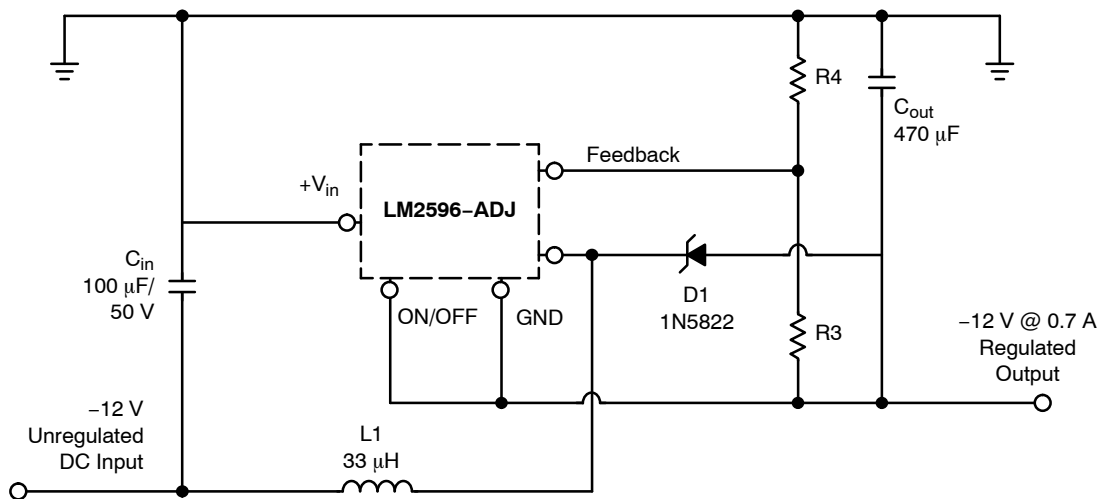 R4
C_out
470 μF
Feedback
+V_in
LM2596–ADJ
C_in
100 μF/
50 V
ON/OFF
GND
D1
1N5822
R3
–12 V @ 0.7 A
Regulated
Output
–12 V
Unregulated
DC Input
L1
33 μH